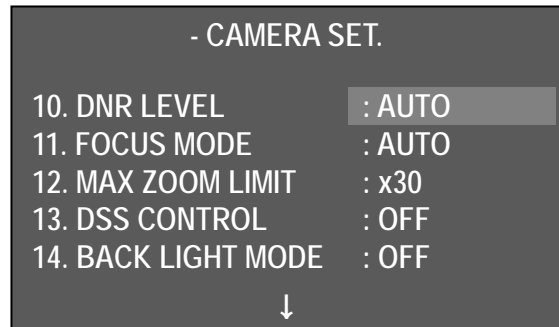 - CAMERA SET.
10. DNR LEVEL : AUTO
11. FOCUS MODE : AUTO
12. MAX ZOOM LIMIT : x30
13. DSS CONTROL : OFF
14. BACK LIGHT MODE : OFF
↓